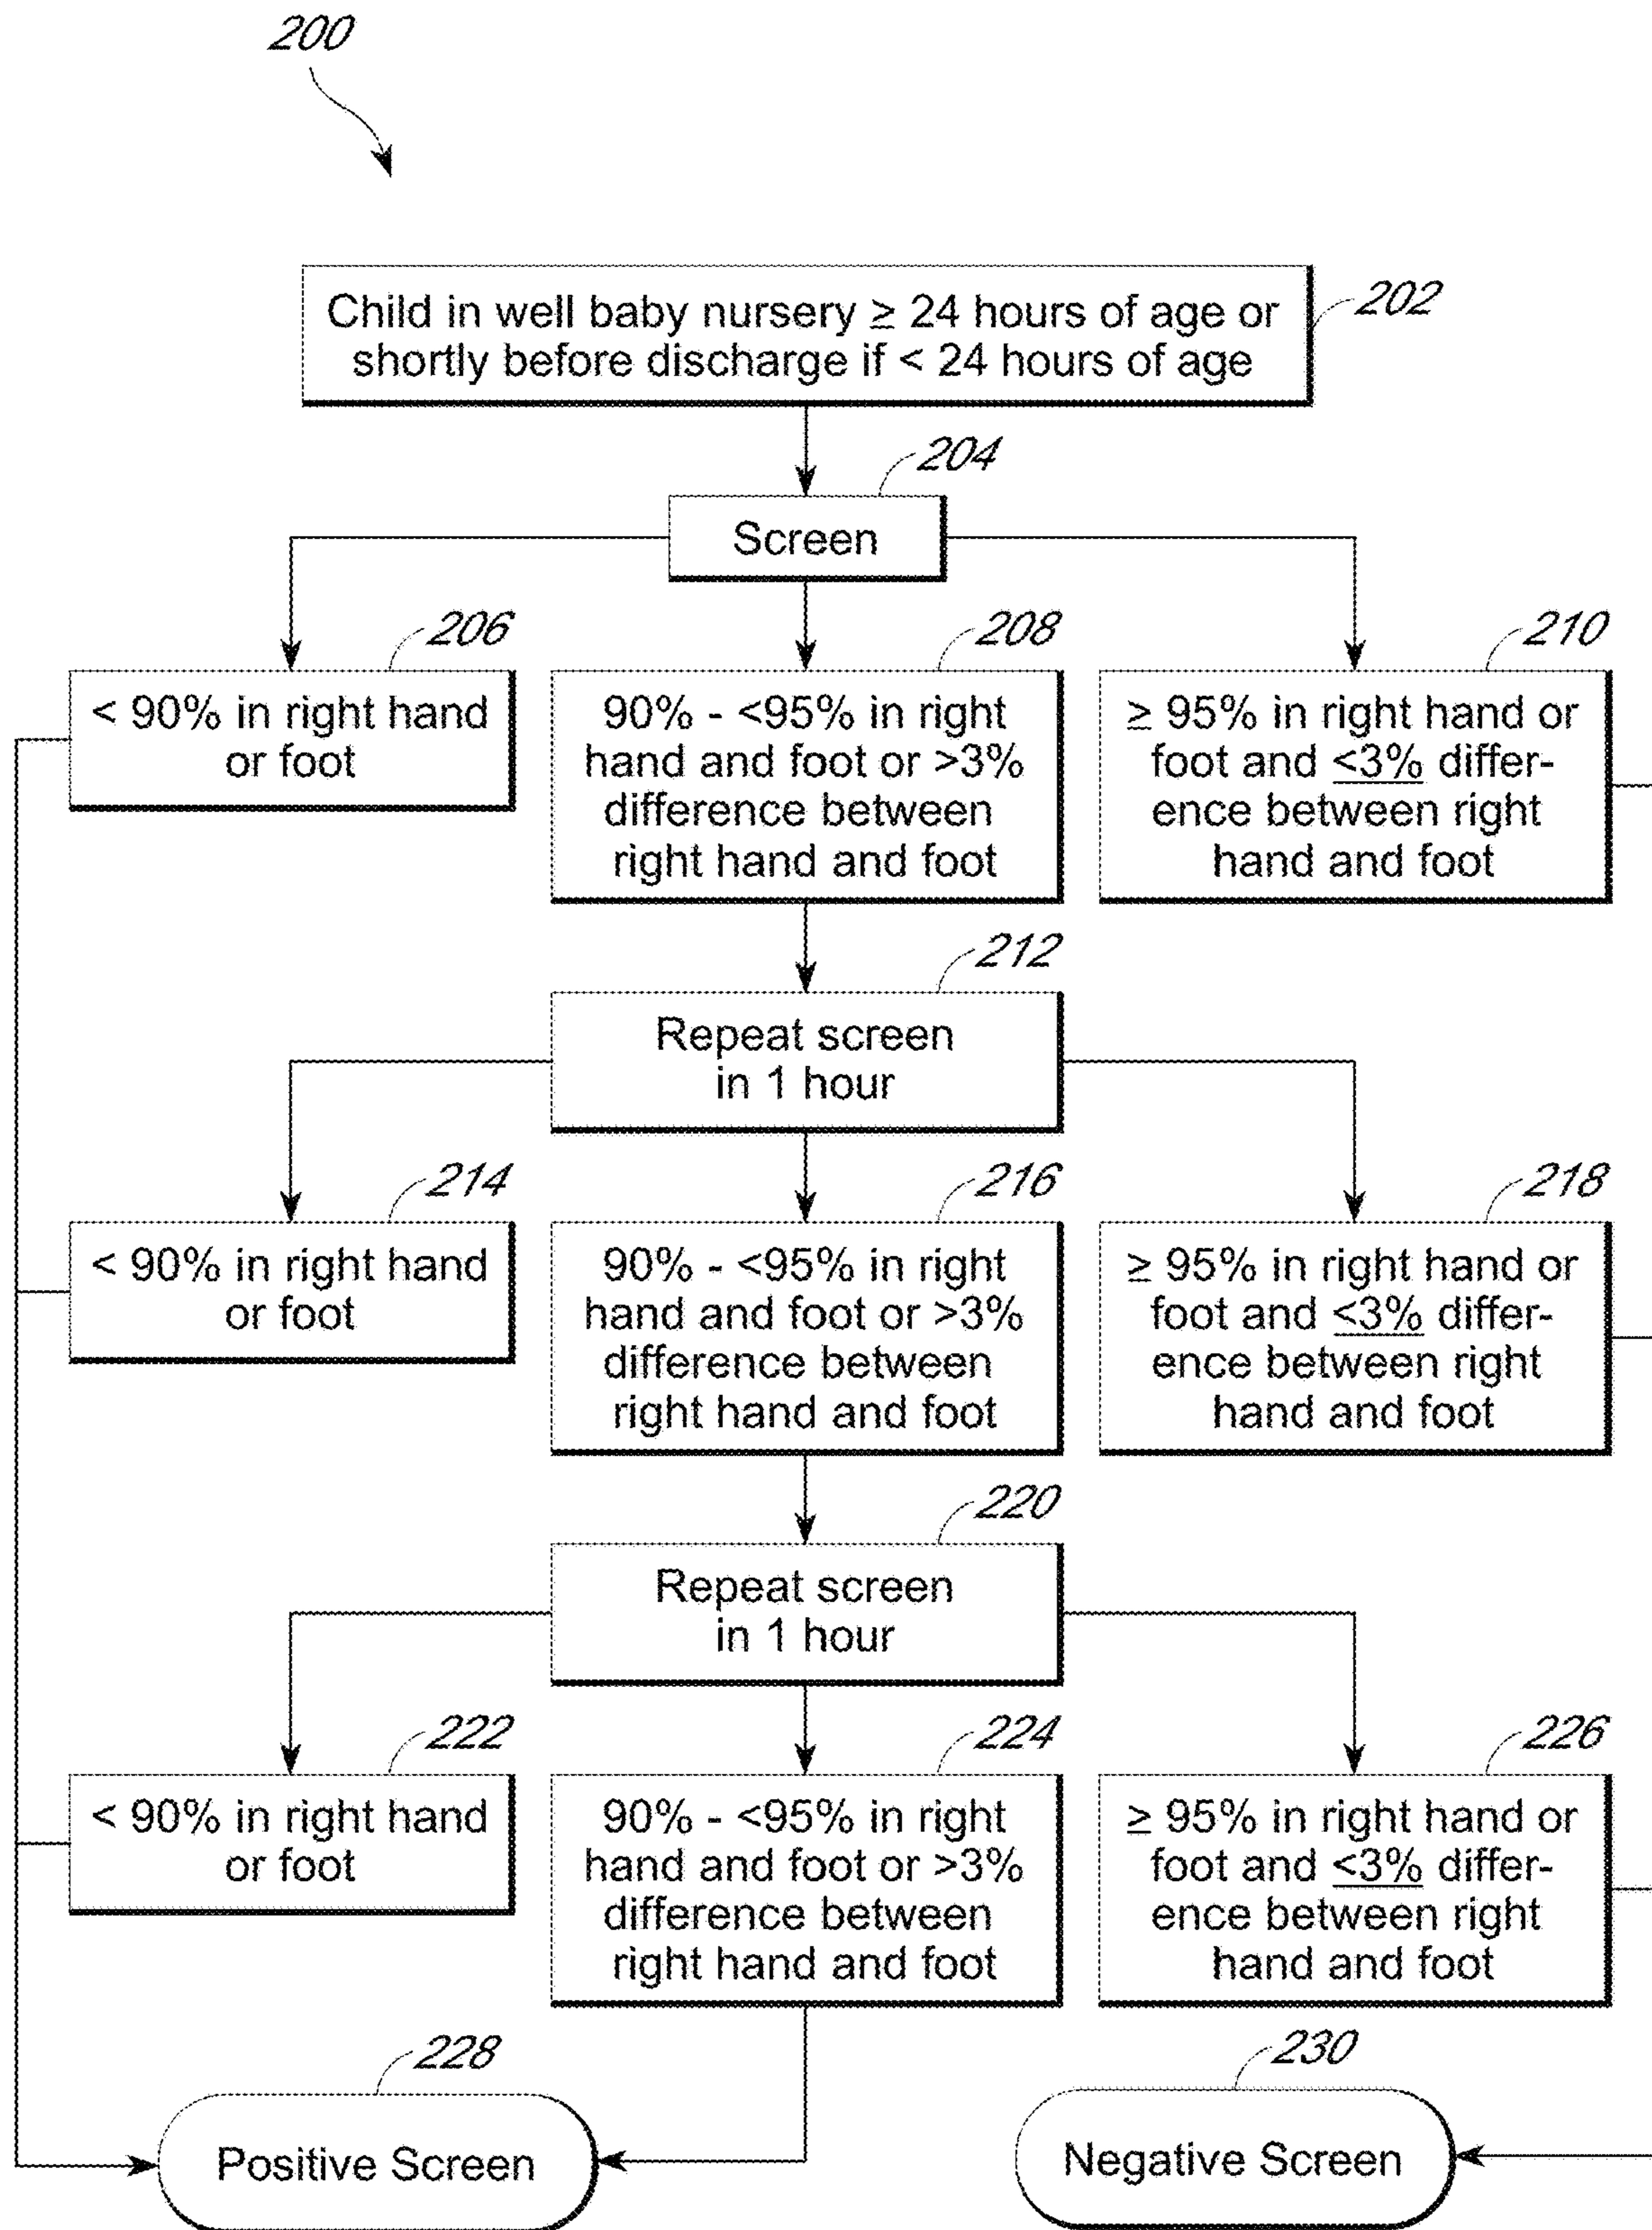 200
202
Child in well baby nursery ≥ 24 hours of age or
shortly before discharge if < 24 hours of age
204
Screen
206
< 90% in right hand
or foot
208
90% - <95% in right
hand and foot or >3%
difference between
right hand and foot
210
≥ 95% in right hand or
foot and <3% differ-
ence between right
hand and foot
212
Repeat screen
in 1 hour
214
< 90% in right hand
or foot
216
90% - <95% in right
hand and foot or >3%
difference between
right hand and foot
218
≥ 95% in right hand or
foot and <3% differ-
ence between right
hand and foot
220
Repeat screen
in 1 hour
222
< 90% in right hand
or foot
224
90% - <95% in right
hand and foot or >3%
difference between
right hand and foot
226
≥ 95% in right hand or
foot and <3% differ-
ence between right
hand and foot
228
Positive Screen
230
Negative Screen